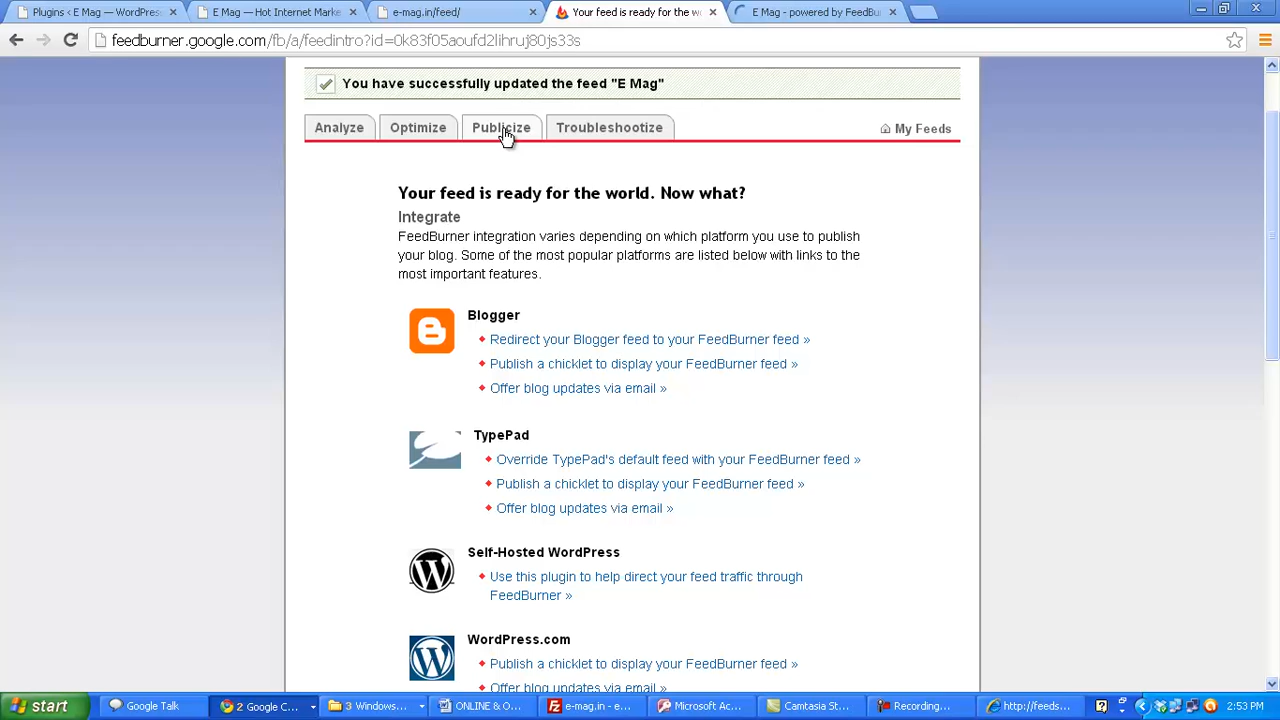 Plugins ‹ E Mag — WordPres
E Mag — Hot Internet Marke
e-mag.in/feed/
Your feed is ready for the w
E Mag - powered by FeedBu
feedburner.google.com/fb/a/feedintro?id=0k83f05aoufd2lihruj80js33s
You have successfully updated the feed "E Mag"
Analyze
Optimize
Publicize
Troubleshootize
My Feeds
Your feed is ready for the world. Now what?
Integrate
FeedBurner integration varies depending on which platform you use to publish
your blog. Some of the most popular platforms are listed below with links to the
most important features.
Blogger
Redirect your Blogger feed to your FeedBurner feed »
Publish a chicklet to display your FeedBurner feed »
Offer blog updates via email »
TypePad
Override TypePad's default feed with your FeedBurner feed »
Publish a chicklet to display your FeedBurner feed »
Offer blog updates via email »
Self-Hosted WordPress
Use this plugin to help direct your feed traffic through
FeedBurner »
WordPress.com
Publish a chicklet to display your FeedBurner feed »
Offer blog updates via email »
start
Google Talk
2 Google C...
3 Windows...
ONLINE & O...
e-mag.in - e...
Microsoft Ac...
Camtasia St...
Recording...
http://feeds...
2:53 PM